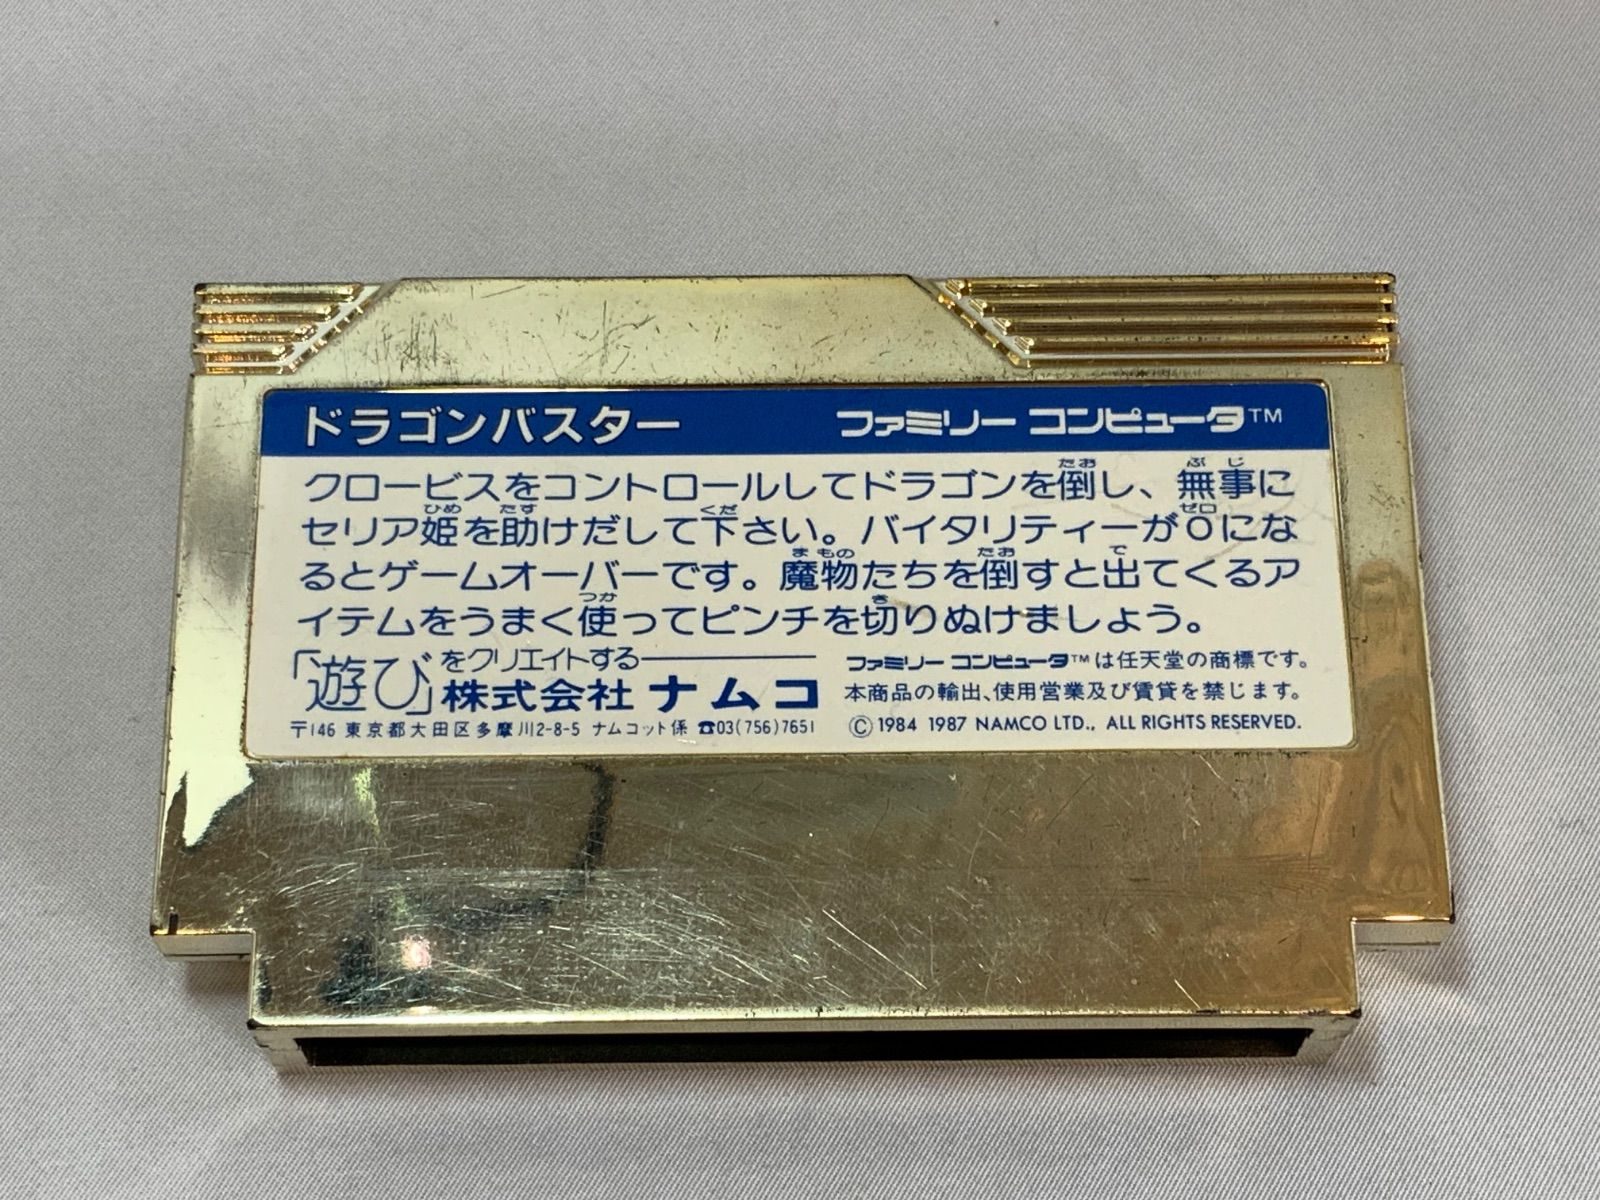 ドラゴンバスター ファミリー コンピュータ™
クロービスをコントロールしてドラゴンを倒し、無事に
セリア姫を助けだして下さい。バイタリティーが0にな
るとゲームオーバーです。魔物たちを倒すと出てくるア
イテムをうまく使ってピンチを切りぬけましょう。
「遊び」をクリエイトする――
株式会社 ナムコ
〒146 東京都大田区多摩川2-8-5 ナムコット係 ☎03(756)7651
ファミリー コンピュータ™は任天堂の商標です。
本商品の輸出、使用営業及び賃貸を禁じます。
©1984 1987 NAMCO LTD., ALL RIGHTS RESERVED.